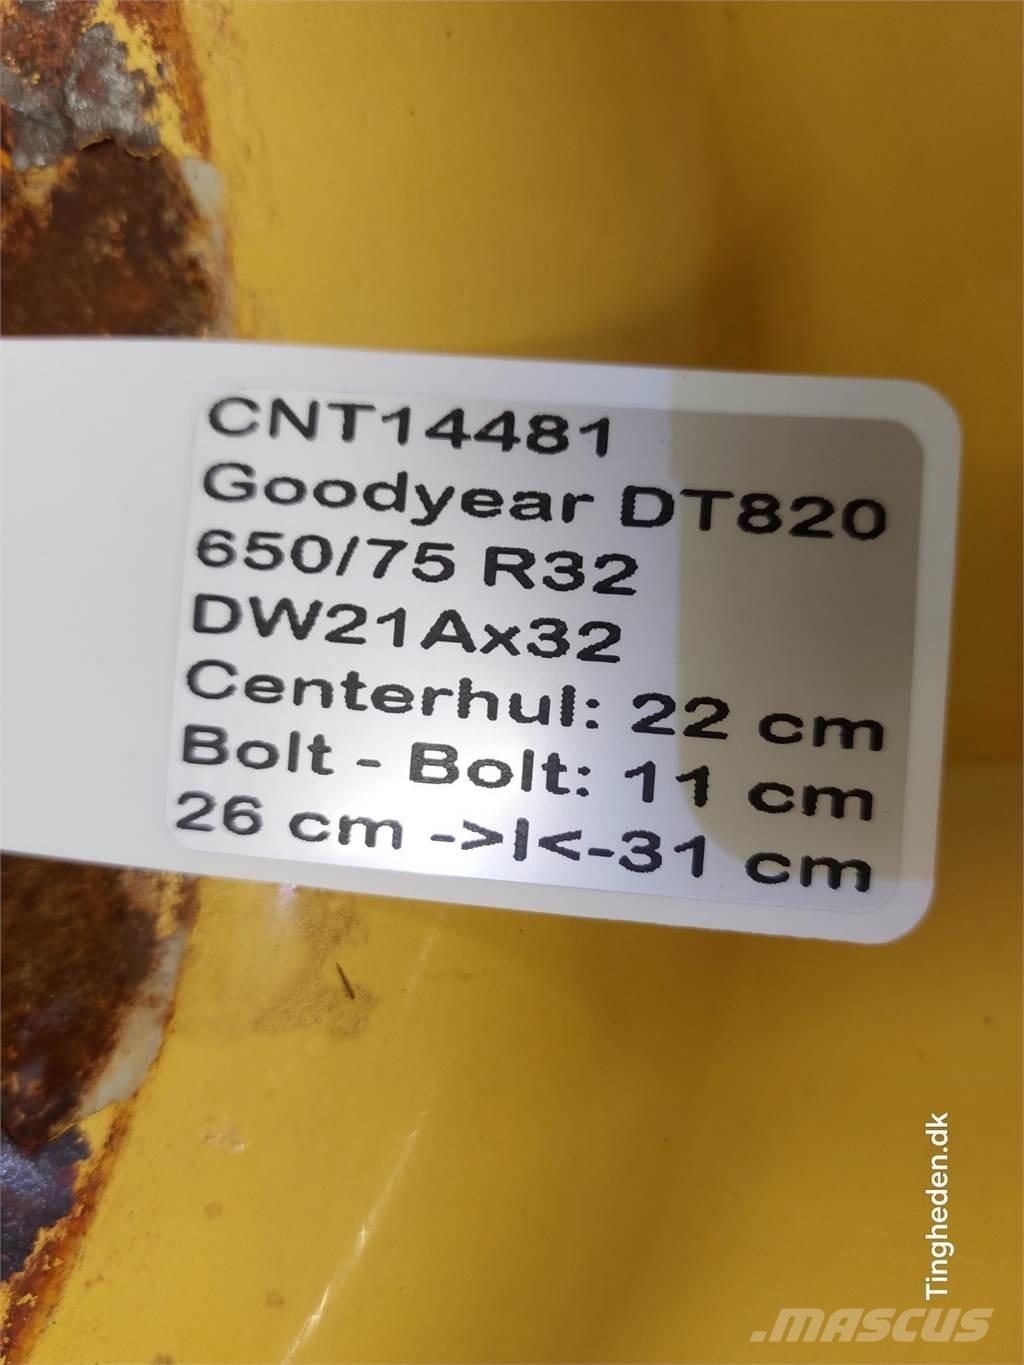 CNT14481
Goodyear DT820
650/75 R32
DW21Ax32
Centerhul: 22 cm
Bolt - Bolt: 11 cm
26 cm ->|<-31 cm
Tingheden.dk
.MASCUS